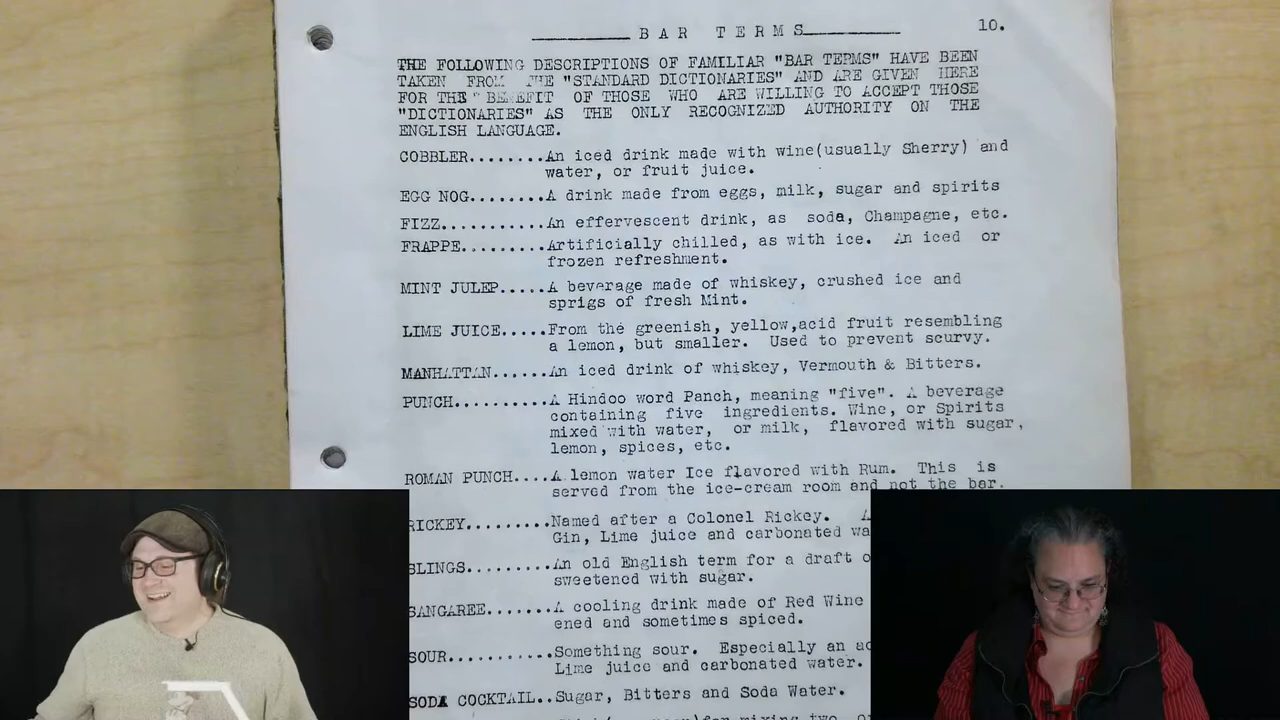 BAR TERMS 10.
THE FOLLOWING DESCRIPTIONS OF FAMILIAR "BAR TERMS" HAVE BEEN
TAKEN FROM THE "STANDARD DICTIONARIES" AND ARE GIVEN HERE
FOR THE BENEFIT OF THOSE WHO ARE WILLING TO ACCEPT THOSE
"DICTIONARIES" AS THE ONLY RECOGNIZED AUTHORITY ON THE
ENGLISH LANGUAGE.
COBBLER........An iced drink made with wine(usually Sherry) and
water, or fruit juice.
EGG NOG........A drink made from eggs, milk, sugar and spirits
FIZZ...........An effervescent drink, as soda, Champagne, etc.
FRAPPE.........Artificially chilled, as with ice. An iced or
frozen refreshment.
MINT JULEP.....A beverage made of whiskey, crushed ice and
sprigs of fresh Mint.
LIME JUICE.....From the greenish, yellow,acid fruit resembling
a lemon, but smaller. Used to prevent scurvy.
MANHATTAN......An iced drink of whiskey, Vermouth & Bitters.
PUNCH..........A Hindoo word Panch, meaning "five". A beverage
containing five ingredients. Wine, or Spirits
mixed with water, or milk, flavored with sugar,
lemon, spices, etc.
ROMAN PUNCH....A lemon water Ice flavored with Rum. This is
served from the ice-cream room and not the bar.
RICKEY.........Named after a Colonel Rickey.
Gin, Lime juice and carbonated wa
SLINGS.........An old English term for a draft o
sweetened with sugar.
SANGAREE.......A cooling drink made of Red Wine
ened and sometimes spiced.
SOUR...........Something sour. Especially an ac
Lime juice and carbonated water.
SODA COCKTAIL..Sugar, Bitters and Soda Water.
for mixing two